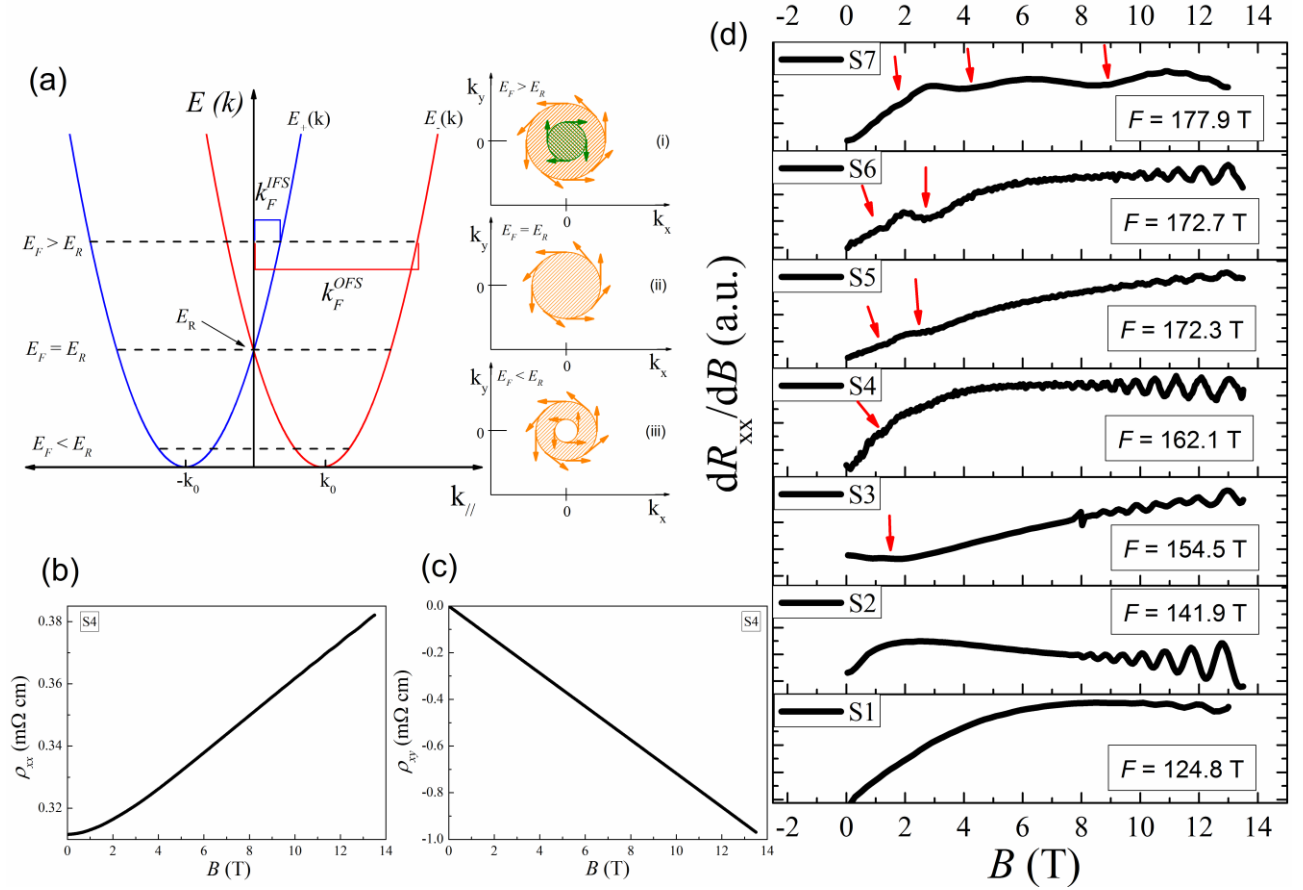 (a)
E (k)
E₊(k)
E₋(k)
k_F^IFS
E_F > E_R
k_F^OFS
E_R
E_F = E_R
E_F < E_R
-k₀
k₀
k_//
k_y
E_F > E_R
0
(i)
0
k_x
k_y
E_F = E_R
0
(ii)
0
k_x
k_y
E_F < E_R
0
(iii)
0
k_x
(b)
S4
0.38
0.36
0.34
0.32
ρ_xx (mΩ cm)
0 2 4 6 8 10 12 14
B (T)
(c)
S4
0.0
-0.2
-0.4
-0.6
-0.8
-1.0
ρ_xy (mΩ cm)
0 2 4 6 8 10 12 14
B (T)
(d)
-2 0 2 4 6 8 10 12
S7
F = 177.9 T
S6
F = 172.7 T
S5
F = 172.3 T
S4
F = 162.1 T
S3
F = 154.5 T
S2
F = 141.9 T
S1
F = 124.8 T
dR_xx/dB (a.u.)
-2 0 2 4 6 8 10 12
B (T)